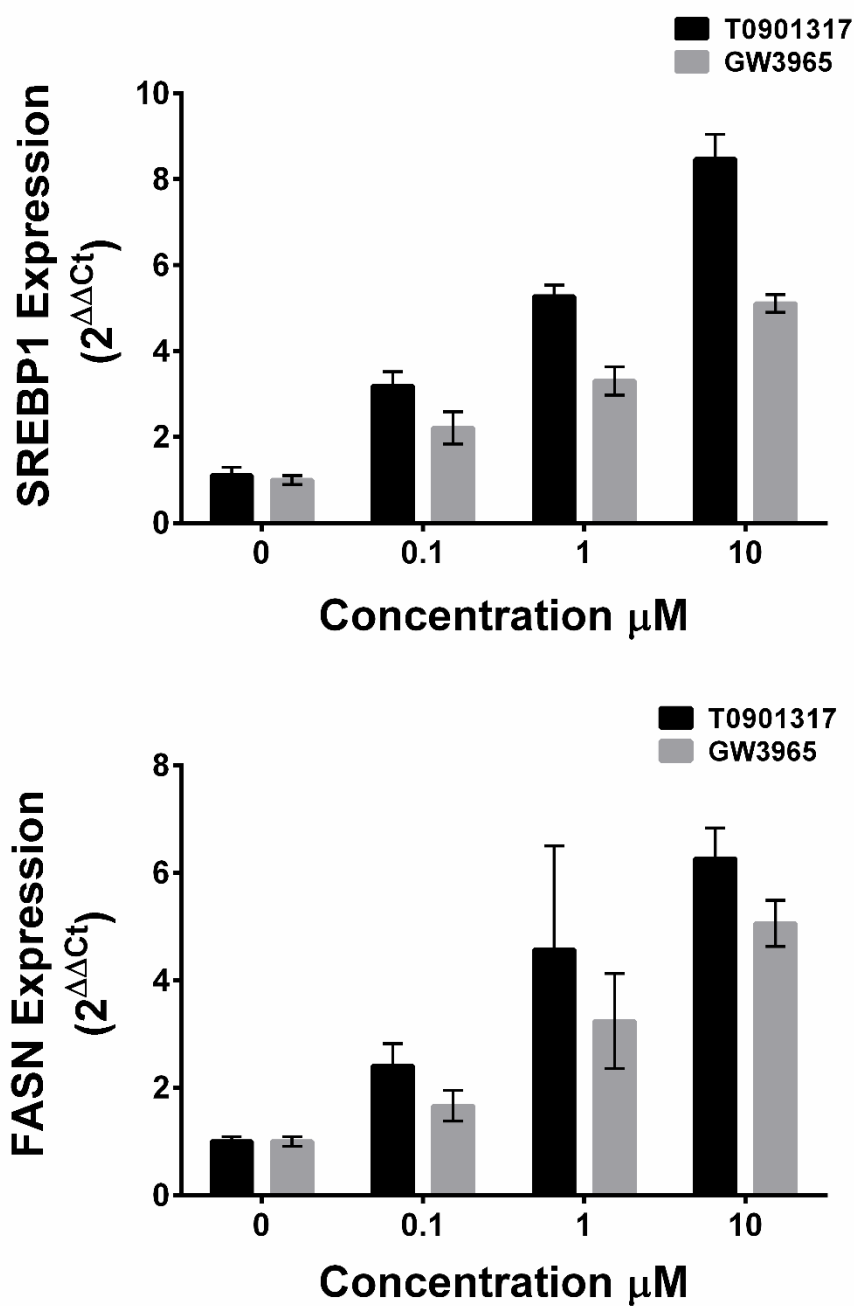 T0901317
GW3965
SREBP1 Expression
(2^ΔΔCt)
10
8
6
4
2
0
0 0.1 1 10
Concentration μM
T0901317
GW3965
FASN Expression
(2^ΔΔCt)
8
6
4
2
0
0 0.1 1 10
Concentration μM